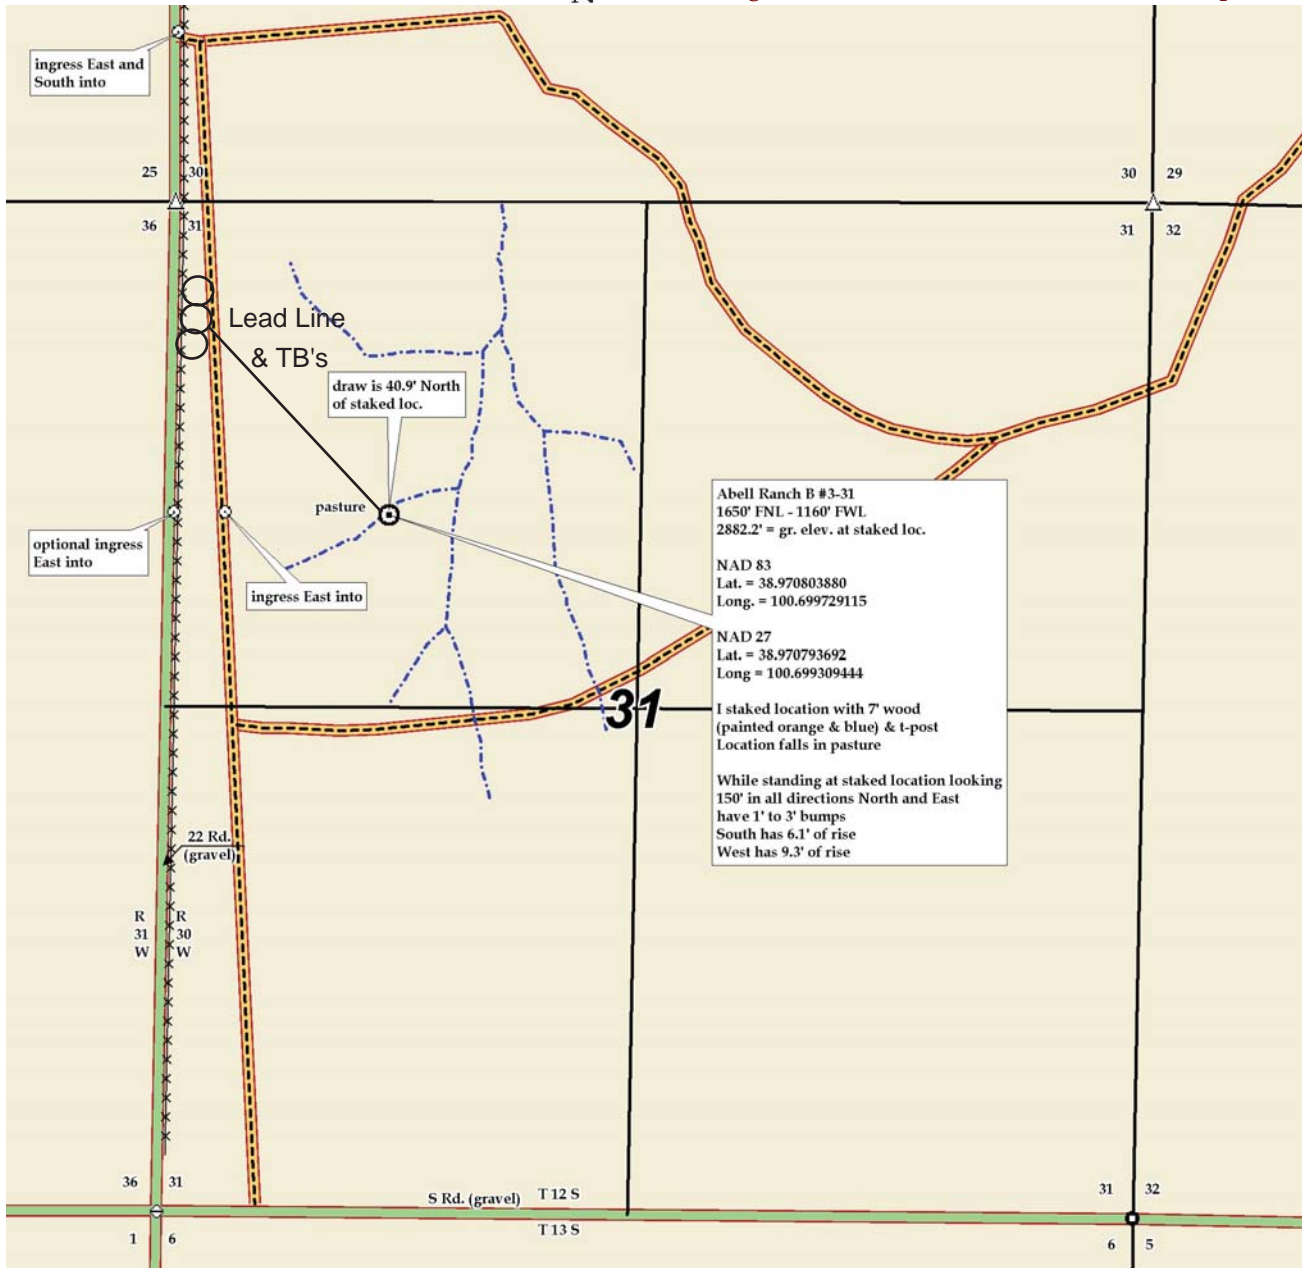 N
ingress East and
South into
25 30
36 31
30 29
31 32
Lead Line
& TB's
draw is 40.9' North
of staked loc.
pasture
optional ingress
East into
ingress East into
Abell Ranch B #3-31
1650' FNL - 1160' FWL
2882.2' = gr. elev. at staked loc.
NAD 83
Lat. = 38.970803880
Long. = 100.699729115
NAD 27
Lat. = 38.970793692
Long = 100.699309444
I staked location with 7' wood
(painted orange & blue) & t-post
Location falls in pasture
While standing at staked location looking
150' in all directions North and East
have 1' to 3' bumps
South has 6.1' of rise
West has 9.3' of rise
31
22 Rd.
(gravel)
R R
31 30
W W
36 31
S Rd. (gravel) T 12 S
T 13 S
31 32
1 6
6 5